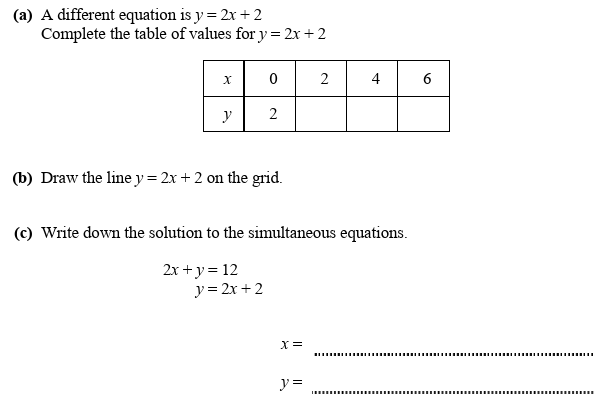 (a) A different equation is y = 2x + 2
Complete the table of values for y = 2x + 2
x 0 2 4 6
y 2
(b) Draw the line y = 2x + 2 on the grid.
(c) Write down the solution to the simultaneous equations.
2x + y = 12
y = 2x + 2
x =
y =